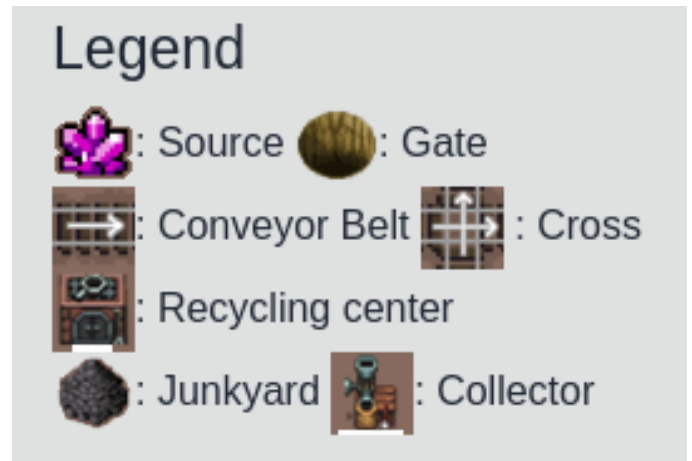 Legend
: Source : Gate
: Conveyor Belt : Cross
: Recycling center
: Junkyard : Collector